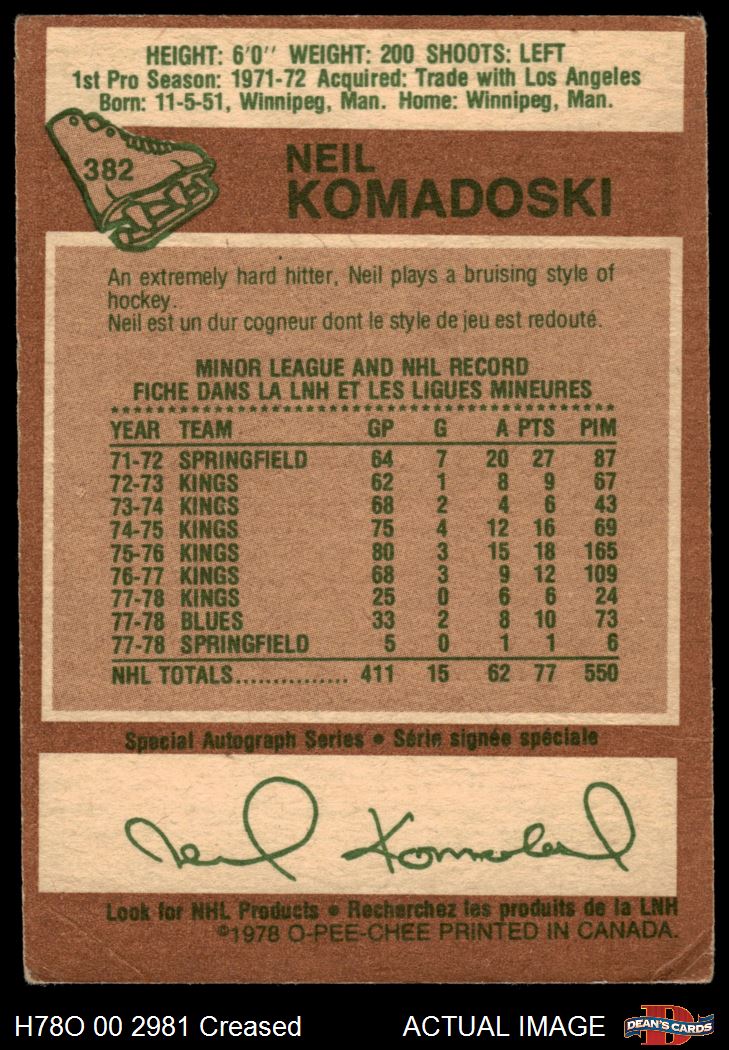 HEIGHT: 6'0'' WEIGHT: 200 SHOOTS: LEFT
1st Pro Season: 1971-72 Acquired: Trade with Los Angeles
Born: 11-5-51, Winnipeg, Man. Home: Winnipeg, Man.
382
NEIL
KOMADOSKI
An extremely hard hitter, Neil plays a bruising style of
hockey.
Neil est un dur cogneur dont le style de jeu est redouté.
MINOR LEAGUE AND NHL RECORD
FICHE DANS LA LNH ET LES LIGUES MINEURES
YEAR TEAM GP G A PTS PIM
71-72 SPRINGFIELD 64 7 20 27 87
72-73 KINGS 62 1 8 9 67
73-74 KINGS 68 2 4 6 43
74-75 KINGS 75 4 12 16 69
75-76 KINGS 80 3 15 18 165
76-77 KINGS 68 3 9 12 109
77-78 KINGS 25 0 6 6 24
77-78 BLUES 33 2 8 10 73
77-78 SPRINGFIELD 5 0 1 1 6
NHL TOTALS................ 411 15 62 77 550
Special Autograph Series • Série signée spéciale
Neil Komadoski
Look for NHL Products • Recherchez les produits de la LNH
©1978 O-PEE-CHEE PRINTED IN CANADA.
H78O 00 2981 Creased ACTUAL IMAGE
D
DEAN'S CARDS